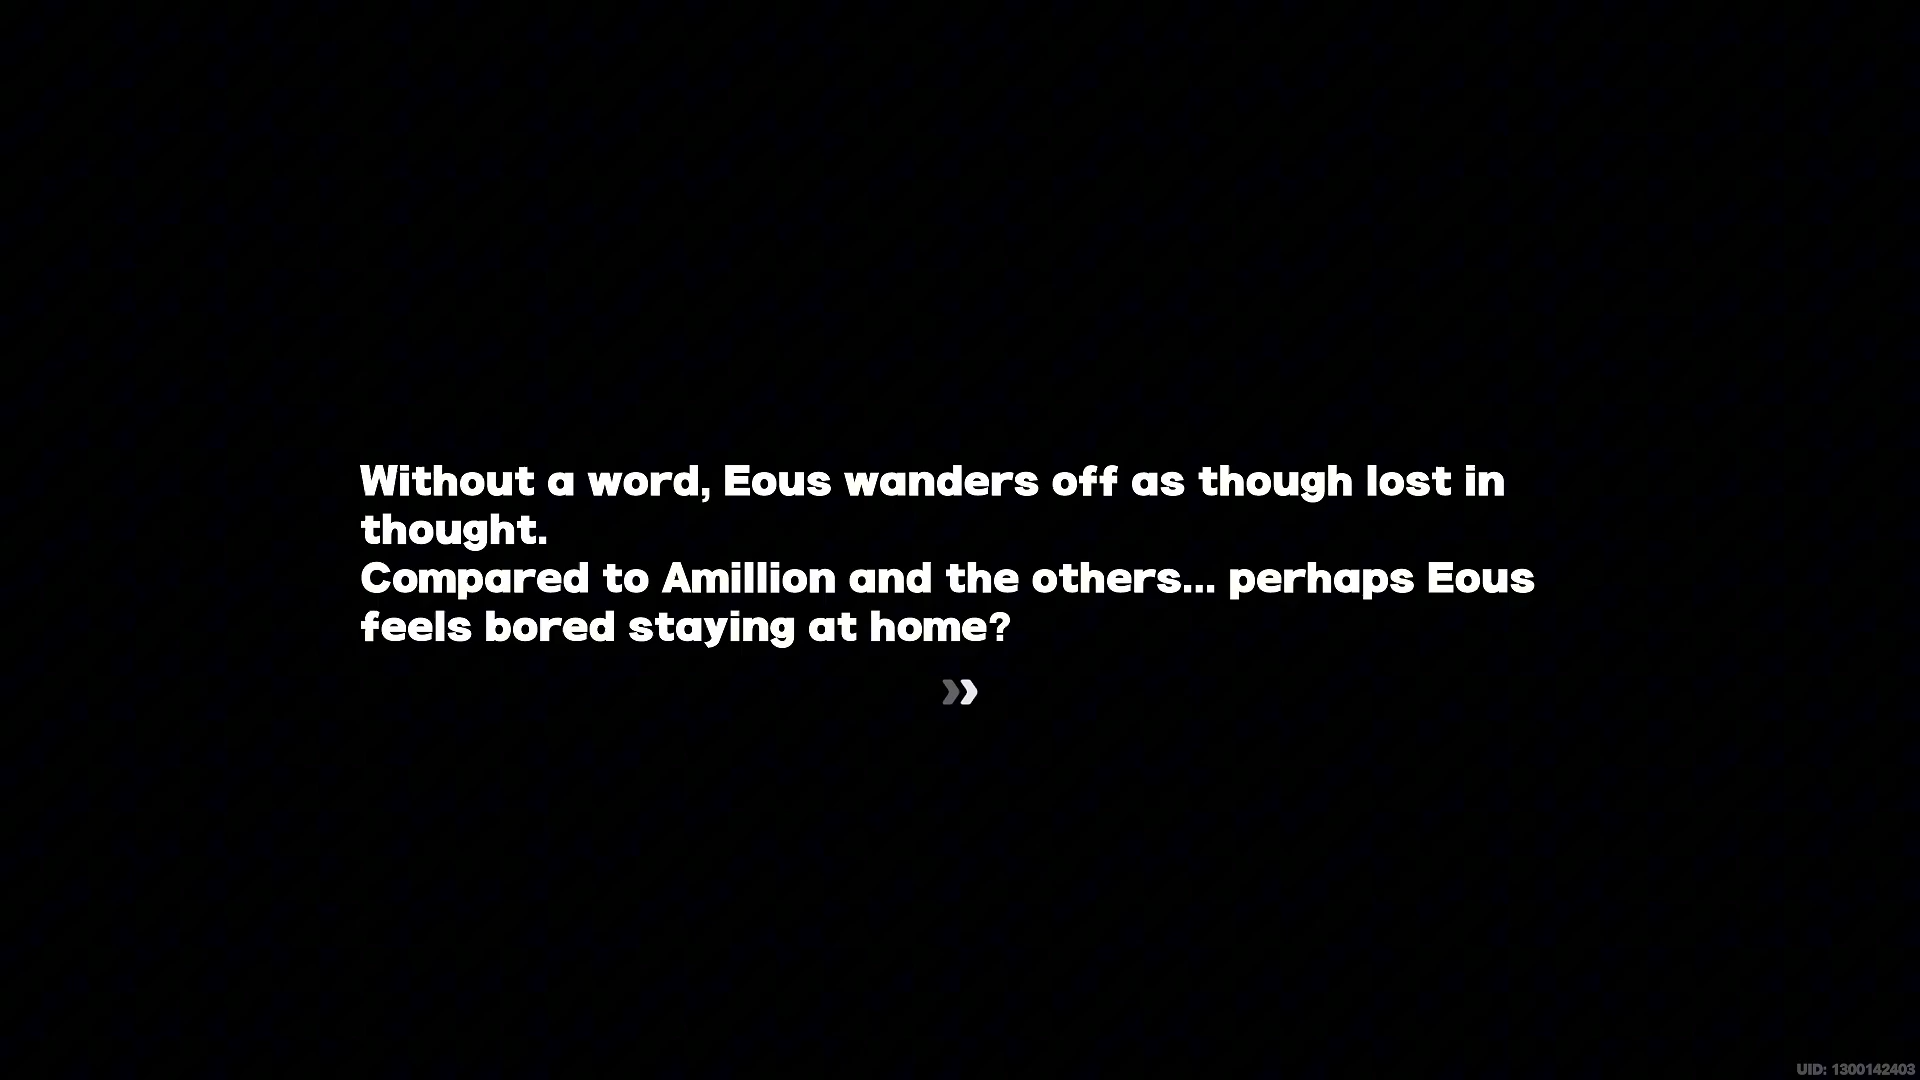 Without a word, Eous wanders off as though lost in
thought.
Compared to Amillion and the others... perhaps Eous
feels bored staying at home?
UID: 1300142403